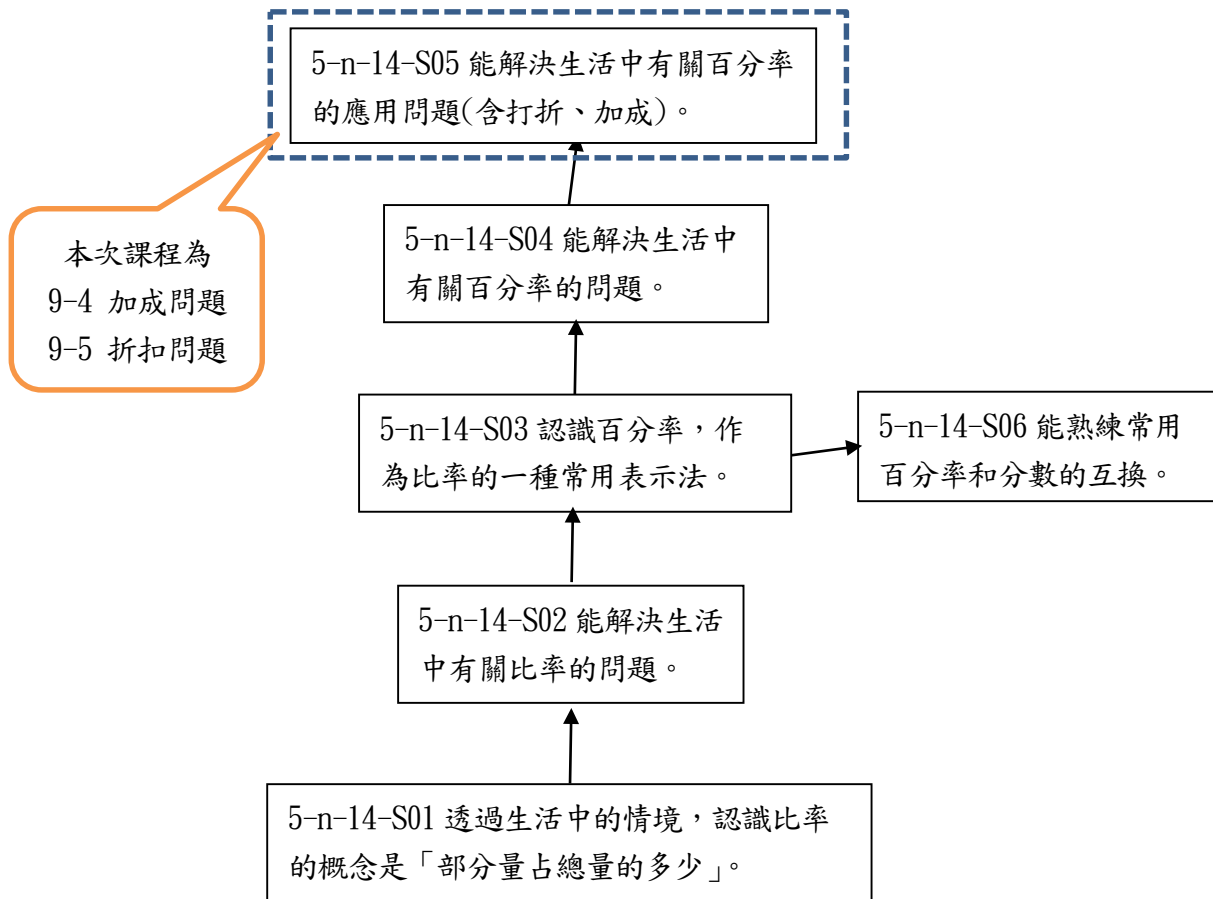 5-n-14-S05 能解決生活中有關百分率
的應用問題(含打折、加成)。
本次課程為
9-4 加成問題
9-5 折扣問題
5-n-14-S04 能解決生活中
有關百分率的問題。
5-n-14-S03 認識百分率，作
為比率的一種常用表示法。
5-n-14-S06 能熟練常用
百分率和分數的互換。
5-n-14-S02 能解決生活
中有關比率的問題。
5-n-14-S01 透過生活中的情境，認識比率
的概念是「部分量占總量的多少」。